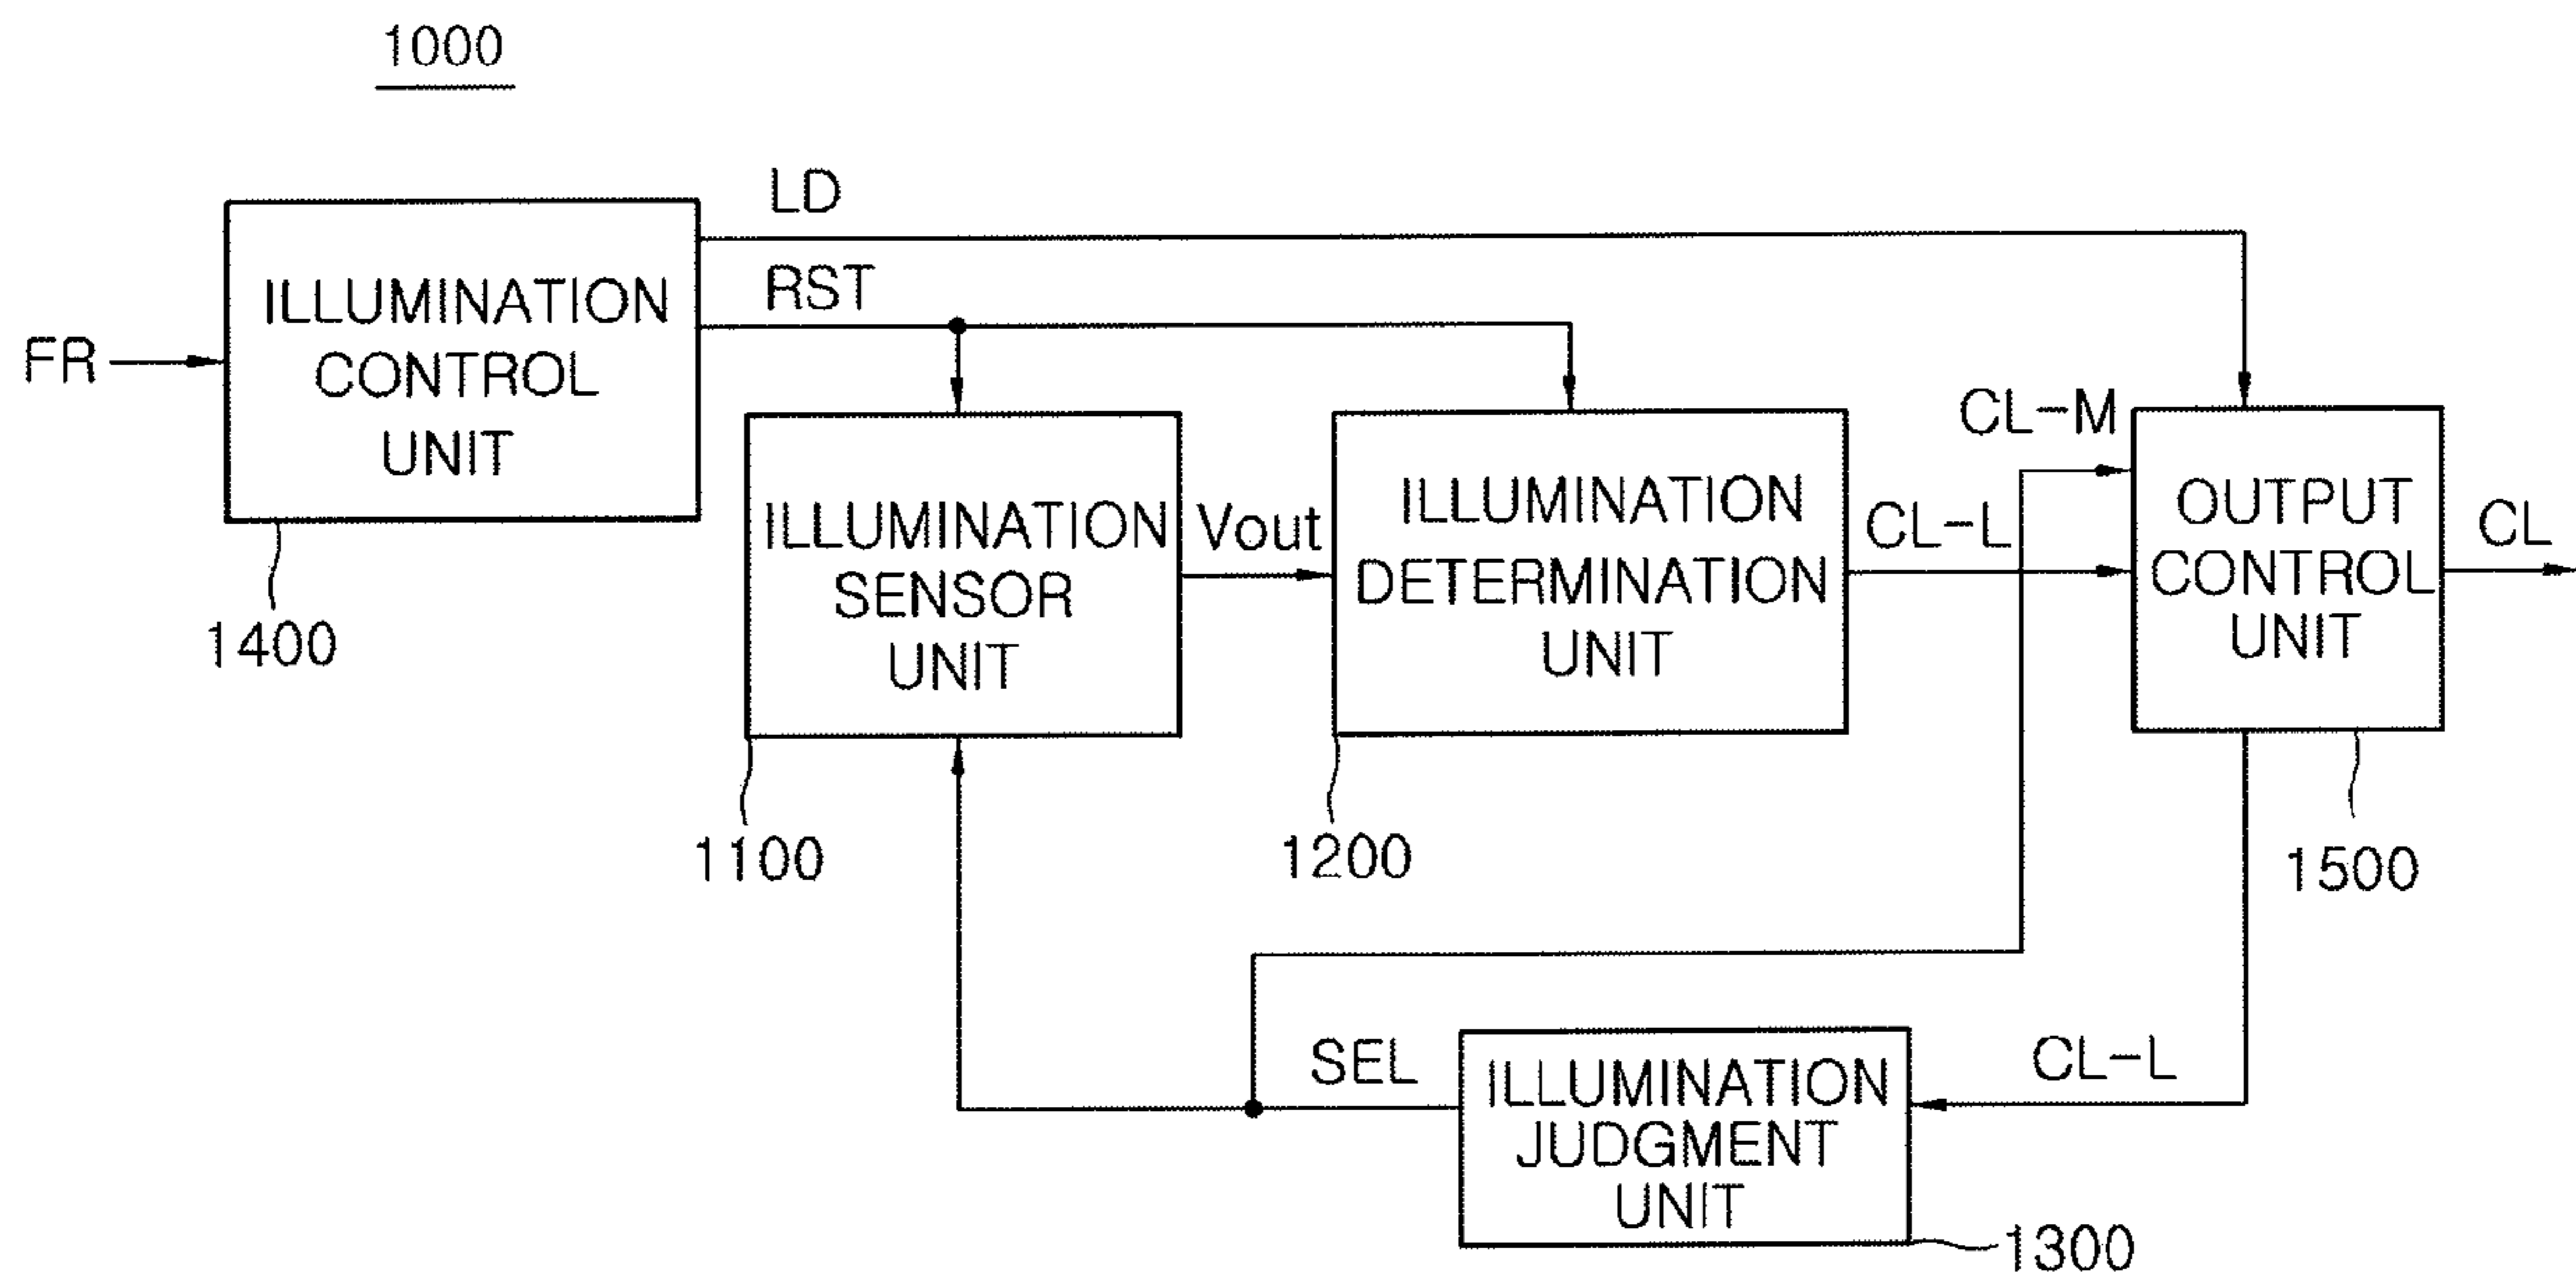 1000
LD
RST
FR
ILLUMINATION
CONTROL
UNIT
1400
ILLUMINATION
SENSOR
UNIT
1100
Vout
ILLUMINATION
DETERMINATION
UNIT
1200
CL-M
CL-L
OUTPUT
CONTROL
UNIT
CL
1500
SEL
ILLUMINATION
JUDGMENT
UNIT
CL-L
1300